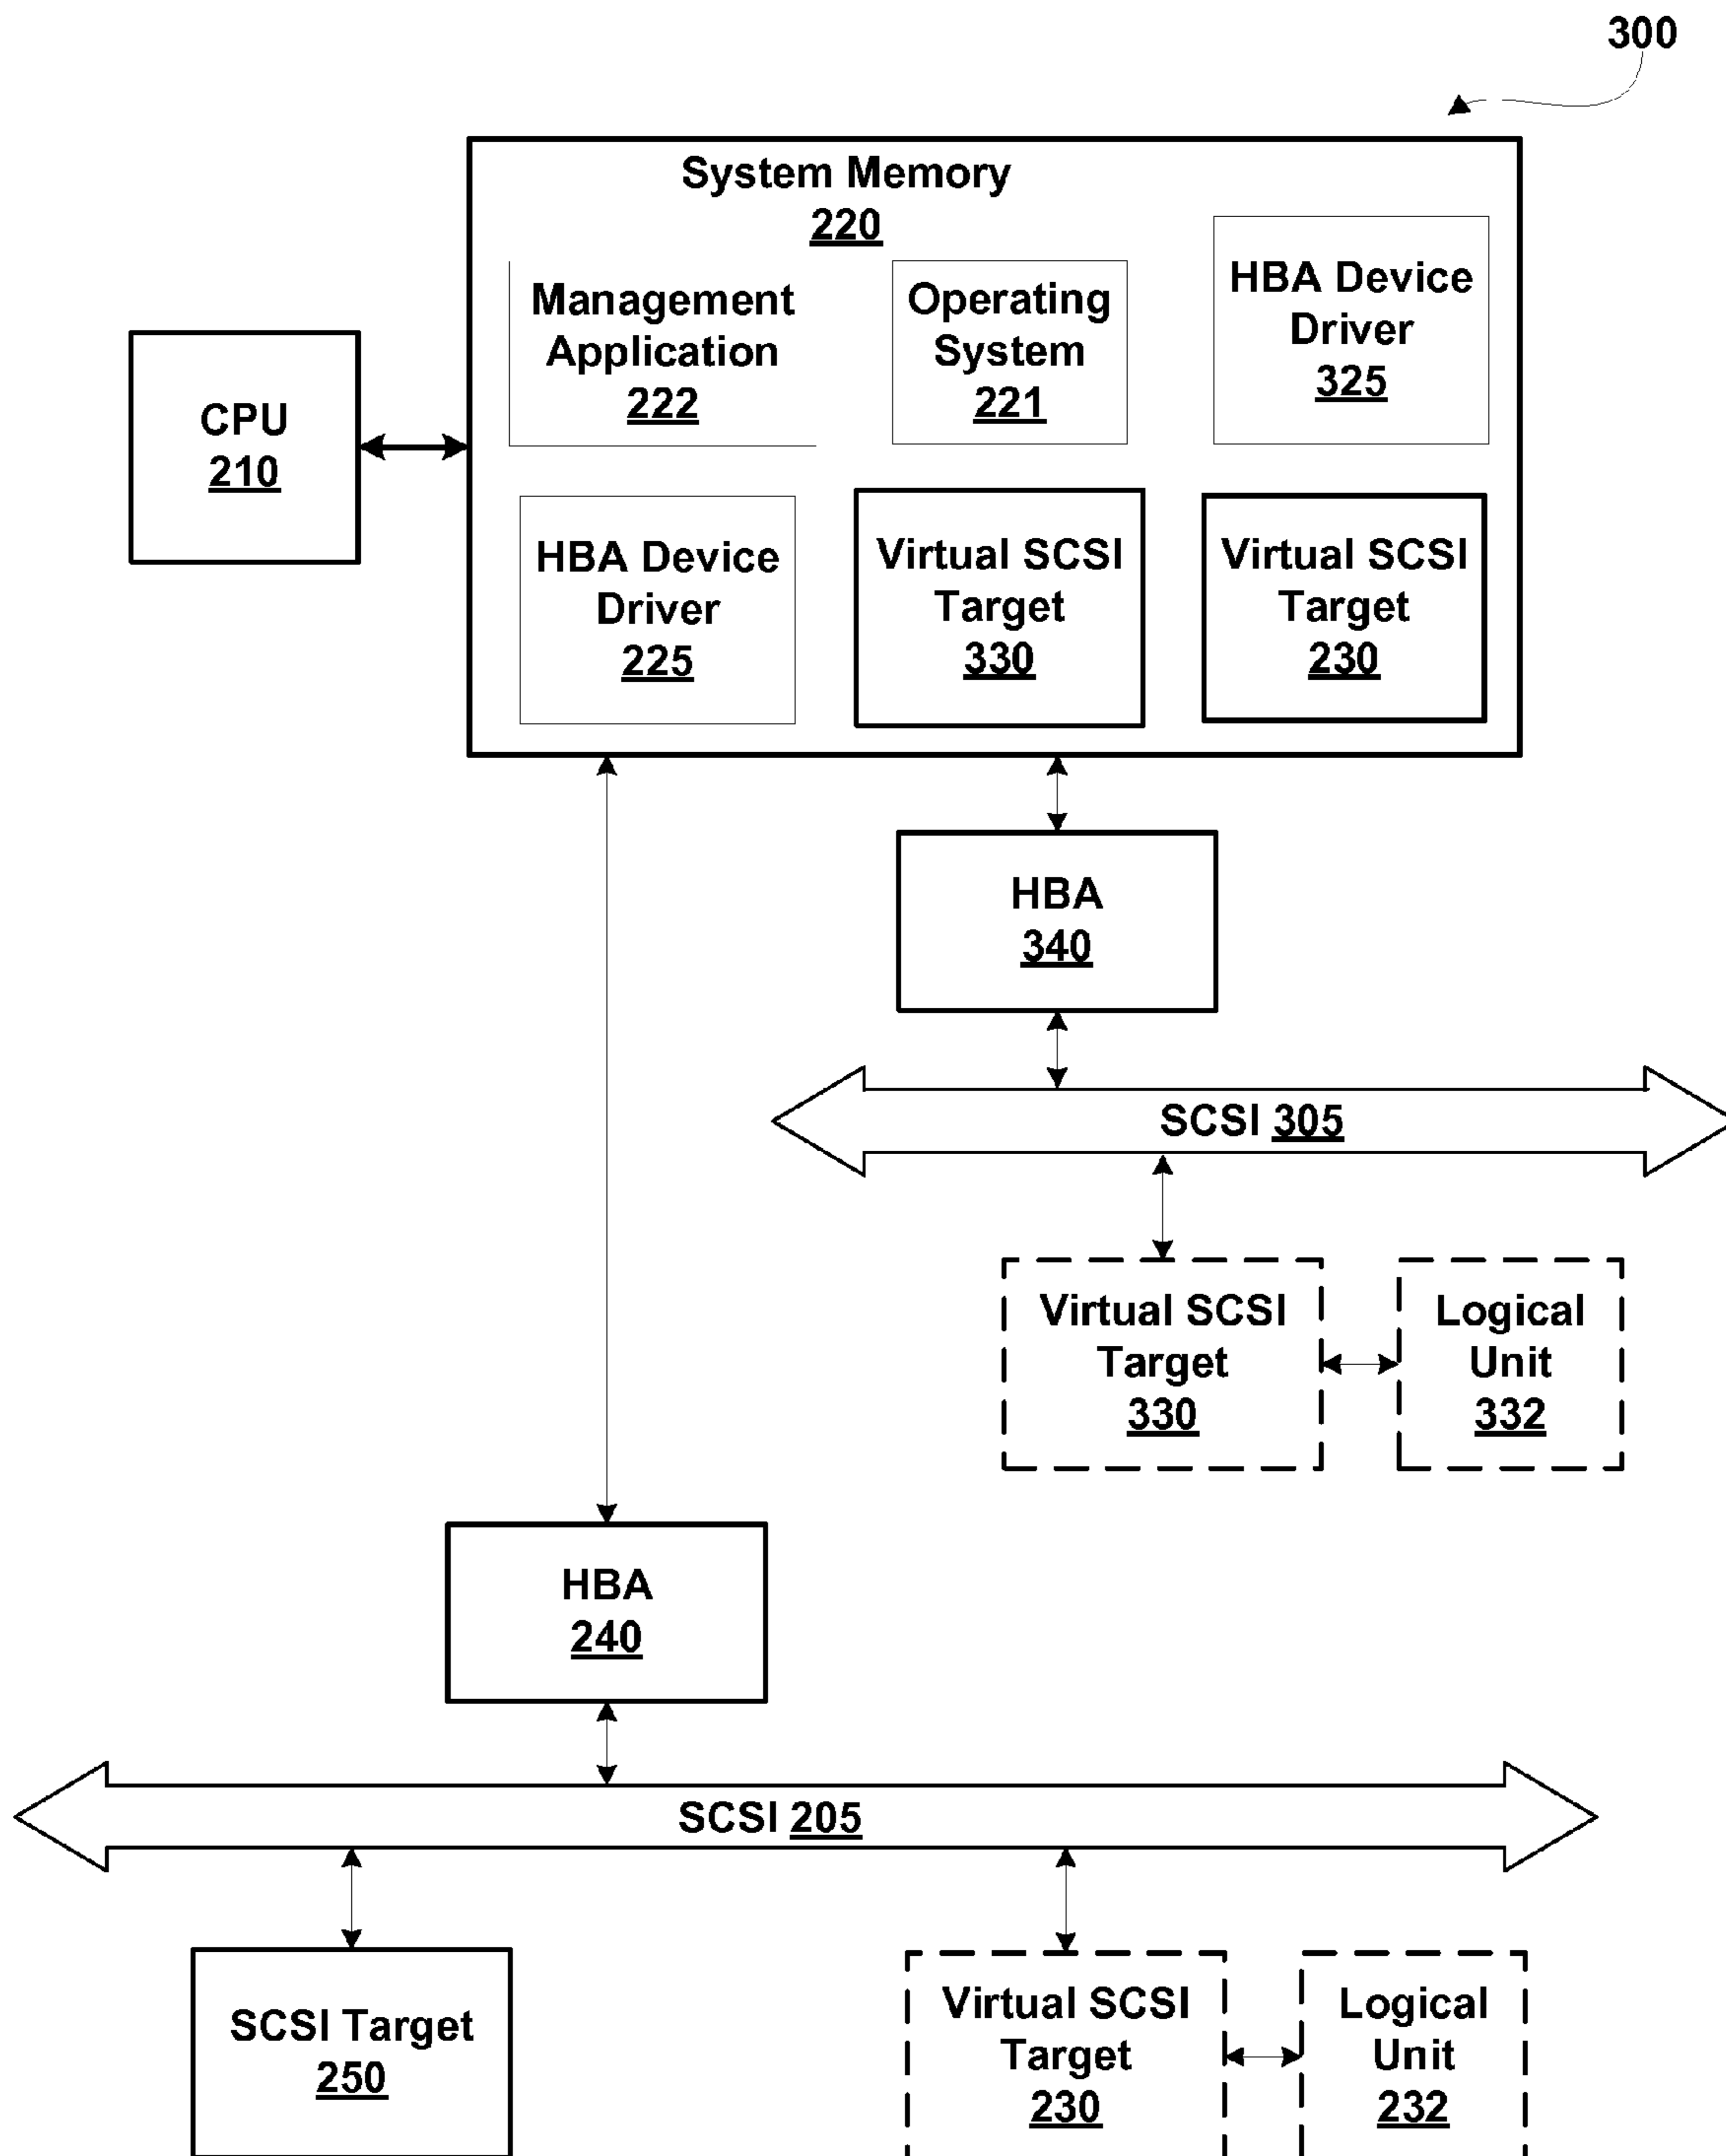 300
System Memory
220
Management
Application
222
Operating
System
221
HBA Device
Driver
325
CPU
210
HBA Device
Driver
225
Virtual SCSI
Target
330
Virtual SCSI
Target
230
HBA
340
SCSI 305
Virtual SCSI
Target
330
Logical
Unit
332
HBA
240
SCSI 205
SCSI Target
250
Virtual SCSI
Target
230
Logical
Unit
232